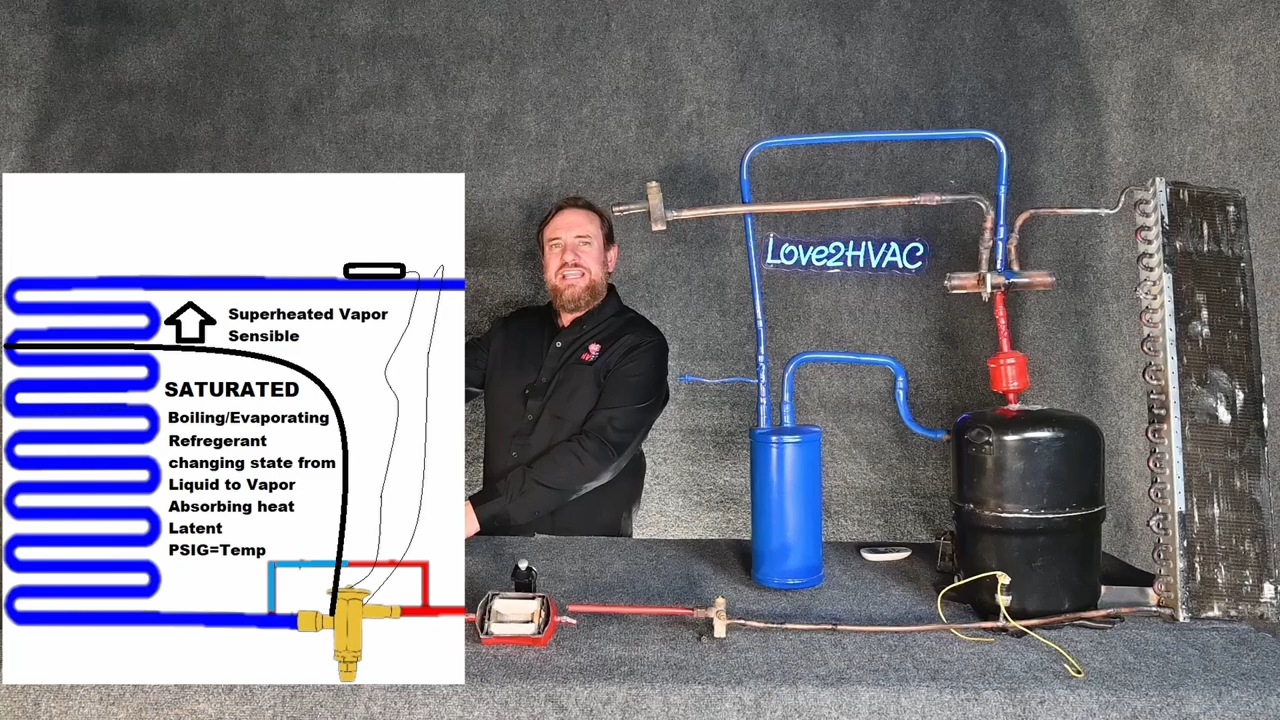 Superheated Vapor
Sensible
SATURATED
Boiling/Evaporating
Refregerant
changing state from
Liquid to Vapor
Absorbing heat
Latent
PSIG=Temp
Love2HVAC